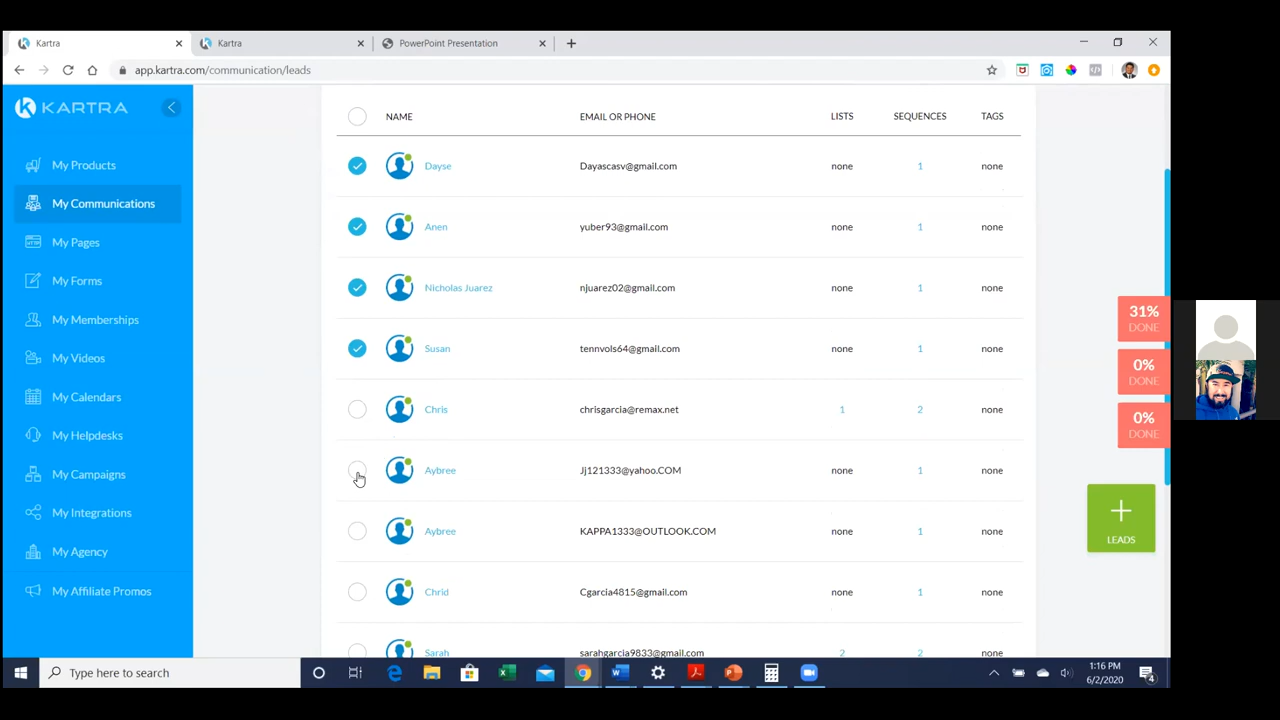 Kartra
Kartra
PowerPoint Presentation
app.kartra.com/communication/leads
KARTRA
NAME EMAIL OR PHONE LISTS SEQUENCES TAGS
My Products
Dayse Dayascasv@gmail.com none 1 none
My Communications
Anen yuber93@gmail.com none 1 none
My Pages
My Forms
Nicholas Juarez njuarez02@gmail.com none 1 none
My Memberships
31%
DONE
Susan tennvols64@gmail.com none 1 none
My Videos
0%
DONE
My Calendars
Chris chrisgarcia@remax.net 1 2 none
0%
DONE
My Helpdesks
Aybree Jj121333@yahoo.COM none 1 none
My Campaigns
My Integrations
Aybree KAPPA1333@OUTLOOK.COM none 1 none
LEADS
My Agency
My Affiliate Promos
Chrid Cgarcia4815@gmail.com none 1 none
Sarah sarahgarcia9833@gmail.com 2 2 none
Type here to search
1:16 PM
6/2/2020
4